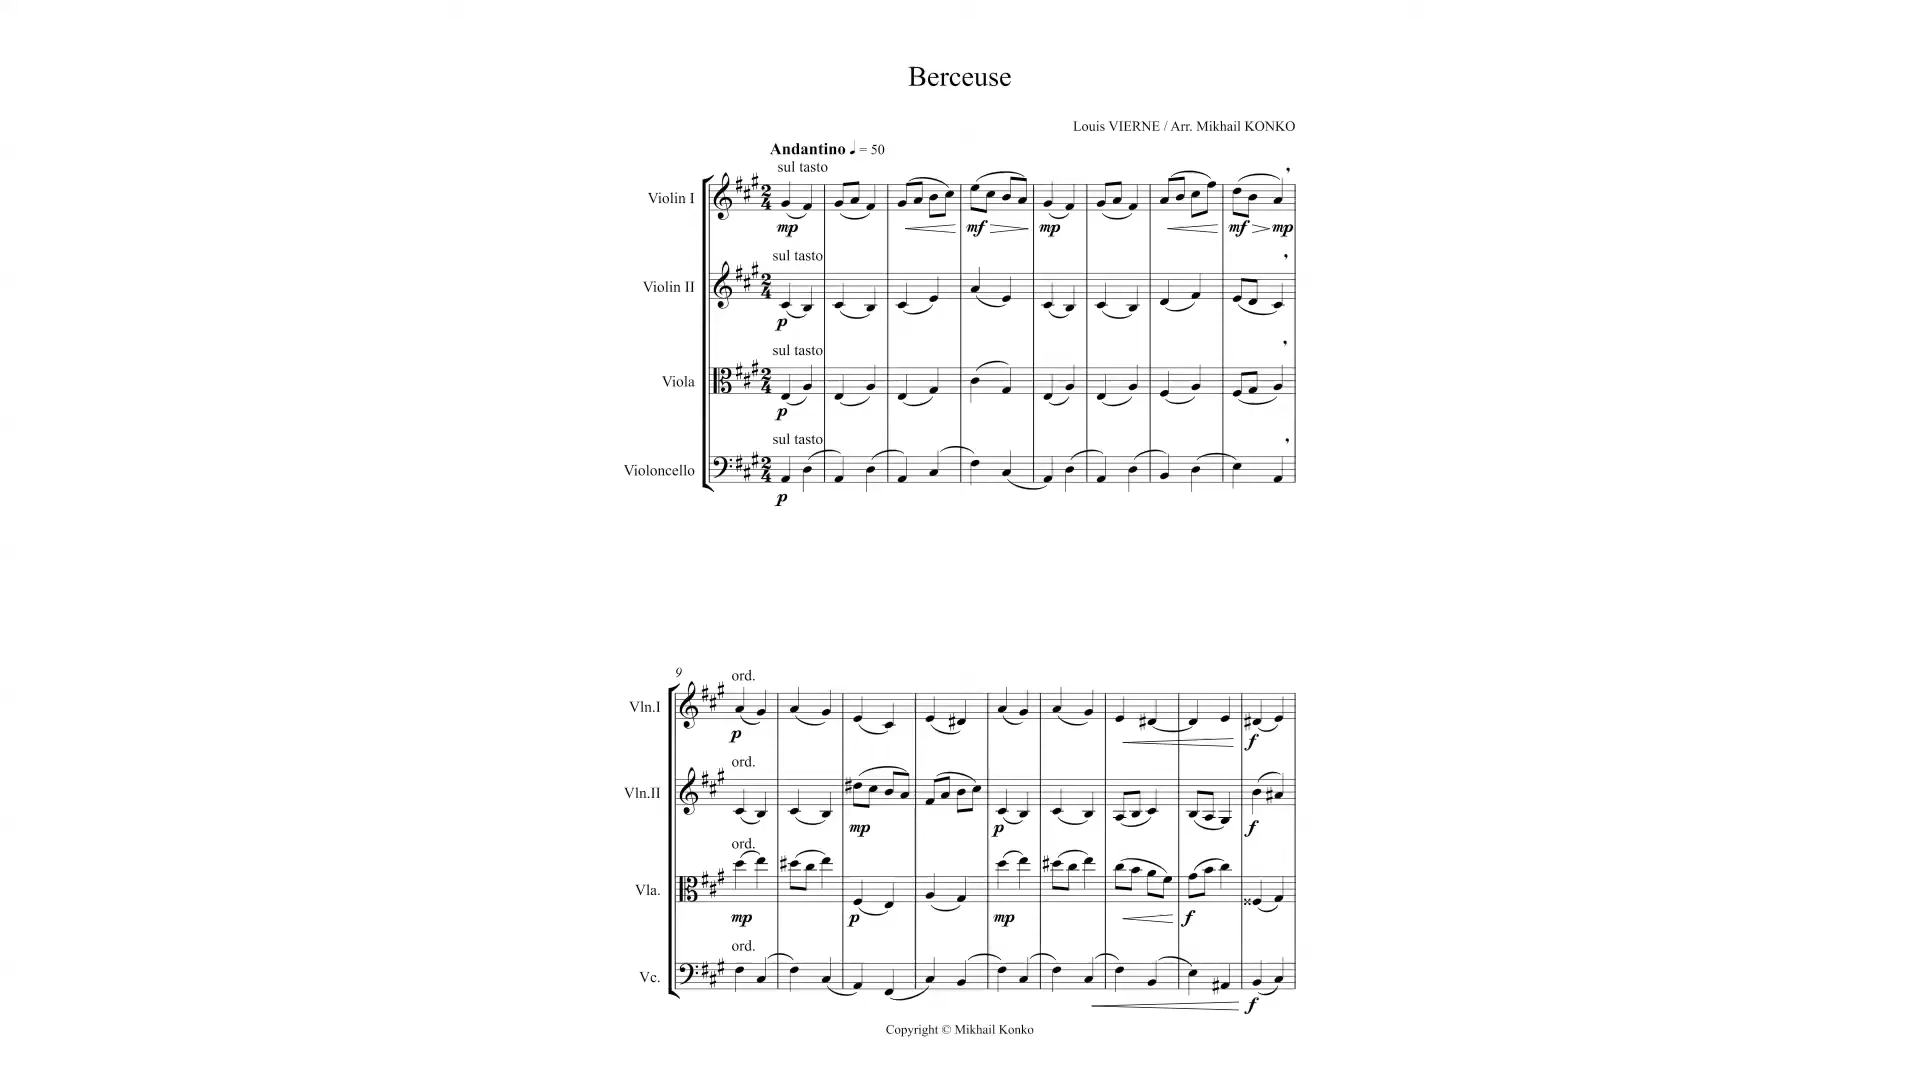 Berceuse
Louis VIERNE / Arr. Mikhail KONKO
Andantino ♩ = 50
sul tasto
Violin I
mp mf mp mf mp
sul tasto
Violin II
p
sul tasto
Viola
p
sul tasto
Violoncello
p
9
ord.
Vln.I
p f
ord.
Vln.II
mp p f
ord.
Vla.
mp p mp f
ord.
Vc.
f
Copyright © Mikhail Konko